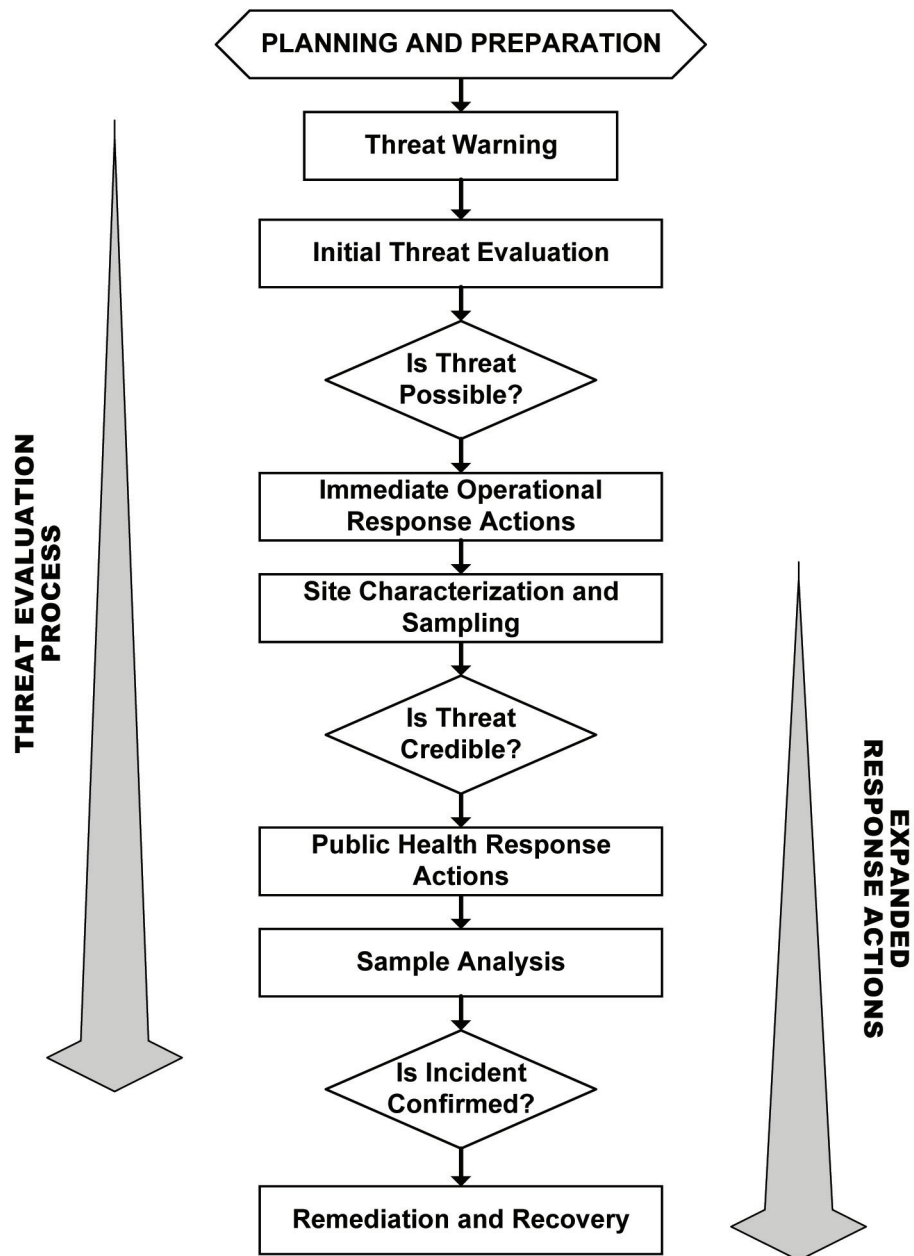 PLANNING AND PREPARATION
Threat Warning
Initial Threat Evaluation
Is Threat
Possible?
Immediate Operational
Response Actions
Site Characterization and
Sampling
Is Threat
Credible?
Public Health Response
Actions
Sample Analysis
Is Incident
Confirmed?
Remediation and Recovery
THREAT EVALUATION
PROCESS
EXPANDED
RESPONSE ACTIONS